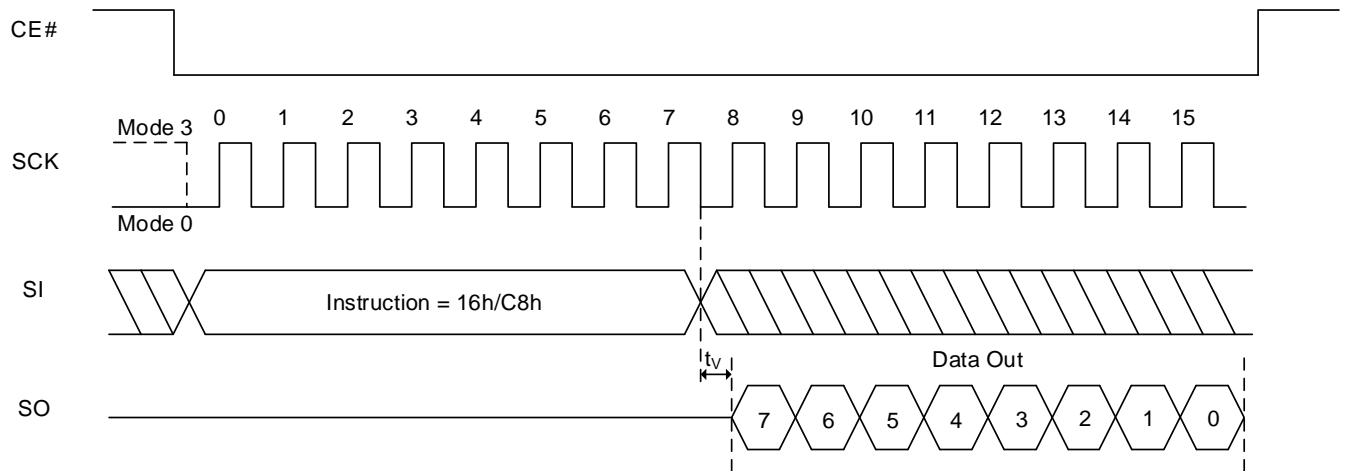 CE#
0 1 2 3 4 5 6 7 8 9 10 11 12 13 14 15
Mode 3
SCK
Mode 0
SI
Instruction = 16h/C8h
tV
Data Out
SO
7 6 5 4 3 2 1 0